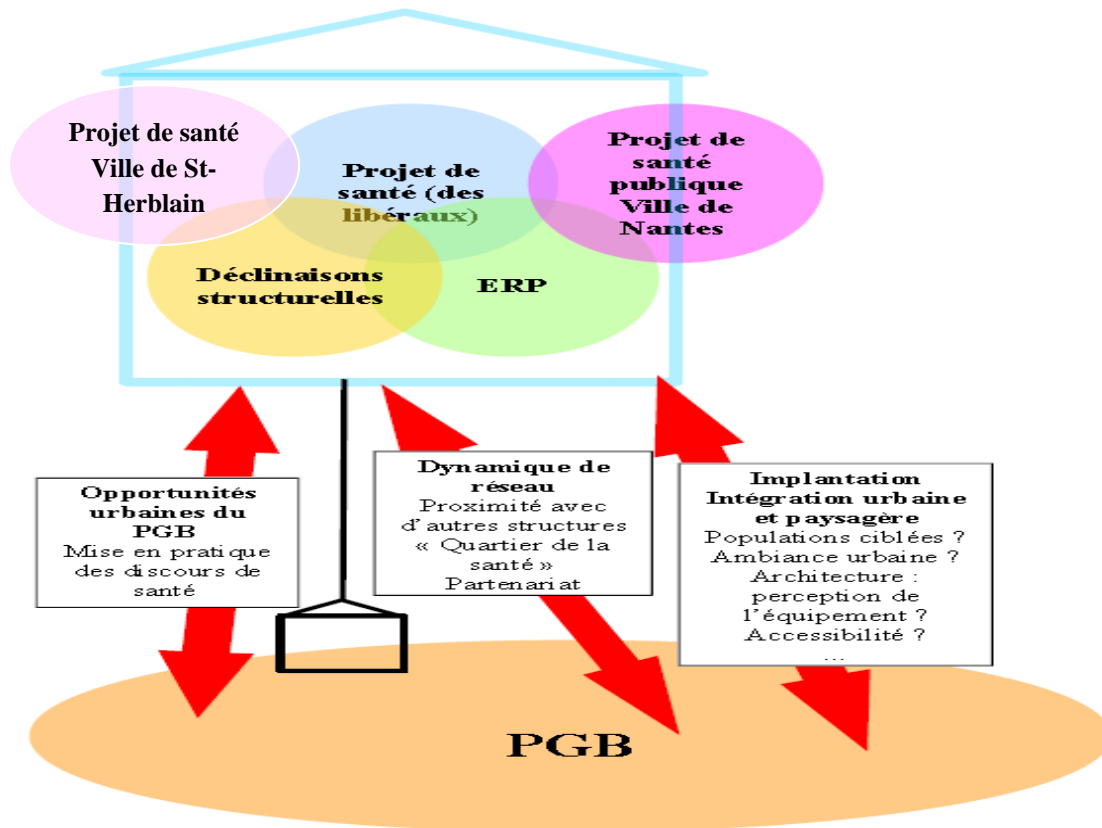 Projet de santé
Ville de St-
Herblain
Projet de
santé (des
libéraux)
Projet de
santé
publique
Ville de
Nantes
Déclinaisons
structurelles
ERP
Opportunités
urbaines du
PGB
Mise en pratique
des discours de
santé
Dynamique de
réseau
Proximité avec
d'autres structures
« Quartier de la
santé »
Partenariat
Implantation
Intégration urbaine
et paysagère
Populations ciblées ?
Ambiance urbaine ?
Architecture :
perception de
l'équipement ?
Accessibilité ?
...
PGB